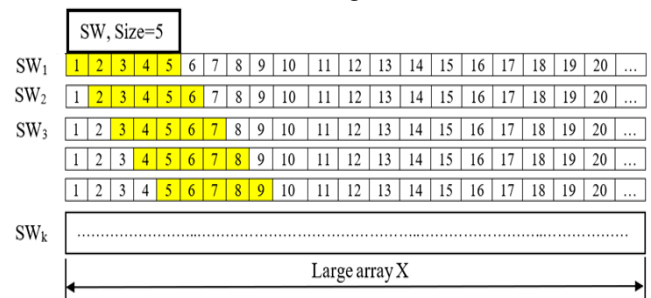 SW, Size=5
SW₁ 1 2 3 4 5 6 7 8 9 10 11 12 13 14 15 16 17 18 19 20 ...
SW₂ 1 2 3 4 5 6 7 8 9 10 11 12 13 14 15 16 17 18 19 20 ...
SW₃ 1 2 3 4 5 6 7 8 9 10 11 12 13 14 15 16 17 18 19 20 ...
1 2 3 4 5 6 7 8 9 10 11 12 13 14 15 16 17 18 19 20 ...
1 2 3 4 5 6 7 8 9 10 11 12 13 14 15 16 17 18 19 20 ...
SWₖ ................................................................
Large array X